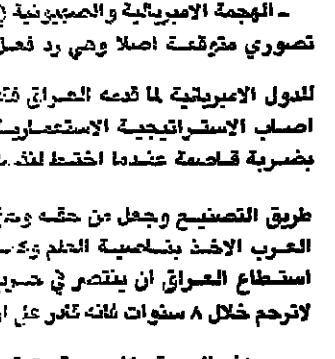 ـ الهجمة الامبريالية والصهيونية
تصوري متوقعة اصلا وهي رد فعل
للدول الامبريالية لما قدمه العراق
اصاب الاستراتيجية الاستعمارية
بضربة قاصمة عندما اختط لنفسه
طريق التصنيع وجعل من حقه
العرب الاخذ بناصية العلم
استطاع العراق ان ينتصر في
لاترحم خلال ٨ سنوات فانه قادر على